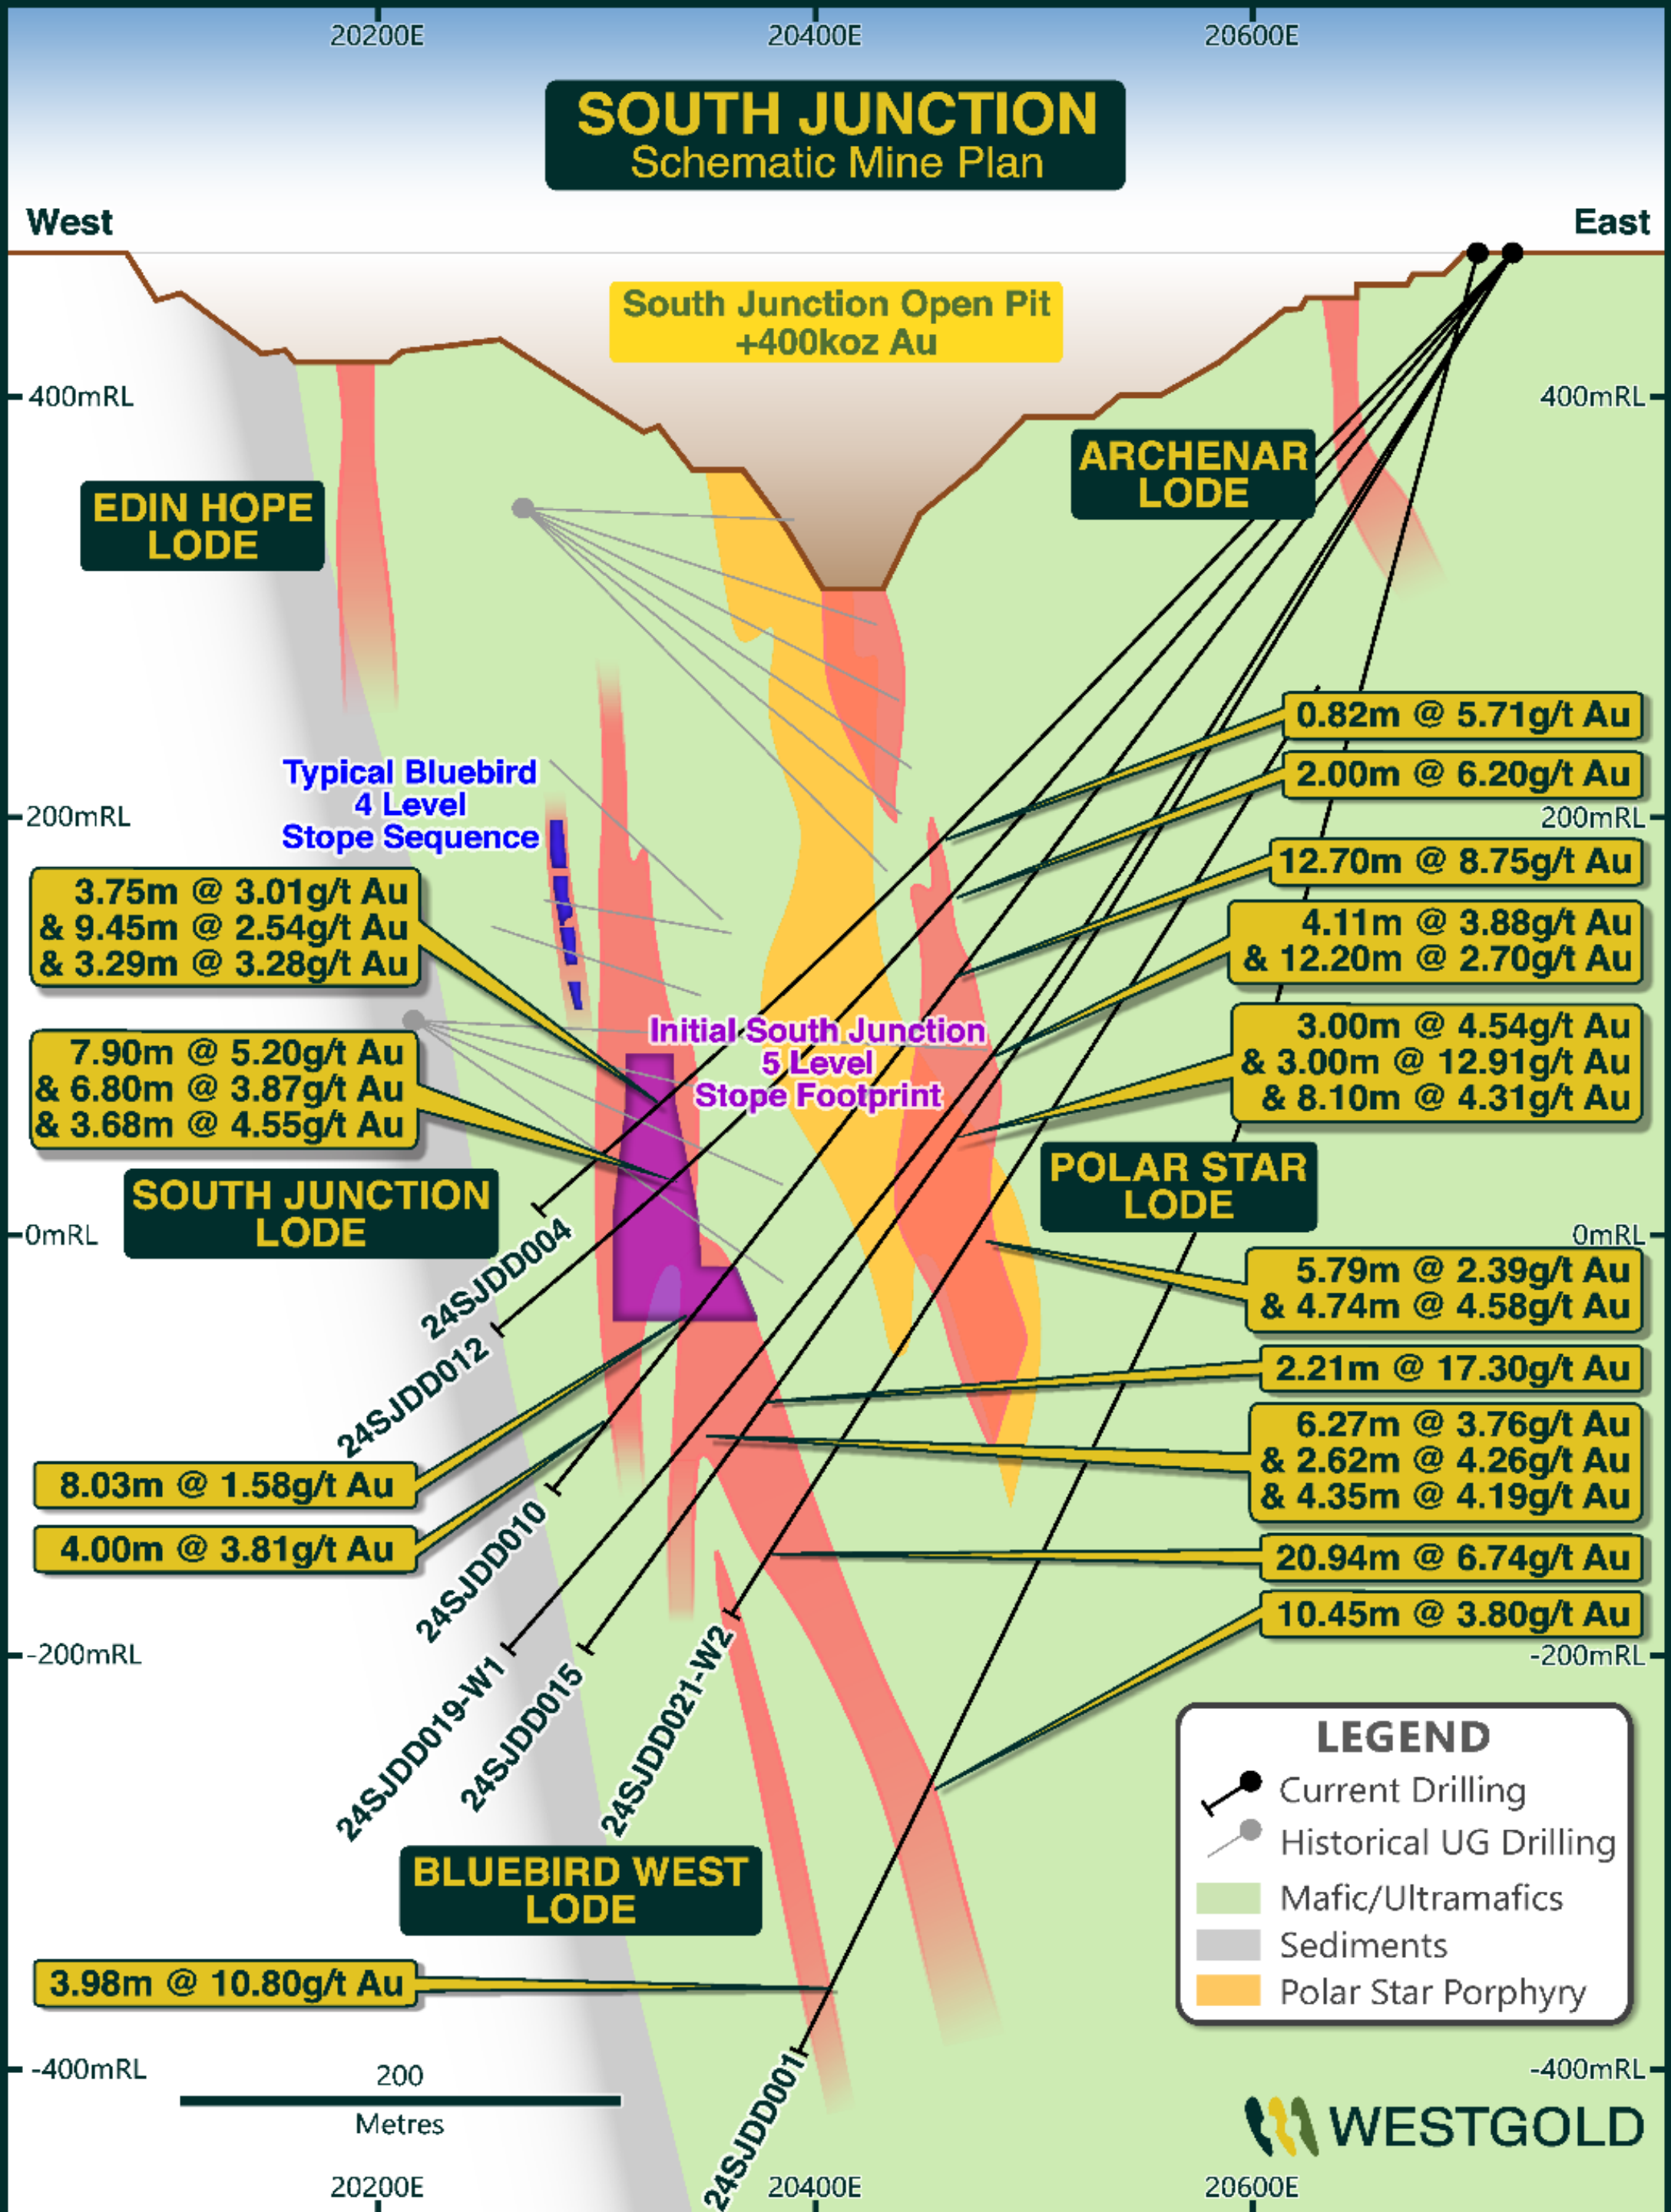 20200E
20400E
20600E
SOUTH JUNCTION
Schematic Mine Plan
West
East
South Junction Open Pit
+400koz Au
400mRL
400mRL
ARCHENAR
LODE
EDIN HOPE
LODE
0.82m @ 5.71g/t Au
2.00m @ 6.20g/t Au
Typical Bluebird
4 Level
Stope Sequence
200mRL
200mRL
12.70m @ 8.75g/t Au
3.75m @ 3.01g/t Au
& 9.45m @ 2.54g/t Au
& 3.29m @ 3.28g/t Au
4.11m @ 3.88g/t Au
& 12.20m @ 2.70g/t Au
Initial South Junction
5 Level
Stope Footprint
3.00m @ 4.54g/t Au
& 3.00m @ 12.91g/t Au
& 8.10m @ 4.31g/t Au
7.90m @ 5.20g/t Au
& 6.80m @ 3.87g/t Au
& 3.68m @ 4.55g/t Au
POLAR STAR
LODE
SOUTH JUNCTION
LODE
0mRL
0mRL
24SJDD004
24SJDD012
5.79m @ 2.39g/t Au
& 4.74m @ 4.58g/t Au
2.21m @ 17.30g/t Au
6.27m @ 3.76g/t Au
& 2.62m @ 4.26g/t Au
& 4.35m @ 4.19g/t Au
8.03m @ 1.58g/t Au
4.00m @ 3.81g/t Au
24SJDD010
20.94m @ 6.74g/t Au
10.45m @ 3.80g/t Au
-200mRL
-200mRL
24SJDD019-W1
24SJDD015
24SJDD021-W2
LEGEND
Current Drilling
Historical UG Drilling
Mafic/Ultramafics
Sediments
Polar Star Porphyry
BLUEBIRD WEST
LODE
3.98m @ 10.80g/t Au
-400mRL
-400mRL
24SJDD001
200
Metres
WESTGOLD
20200E
20400E
20600E